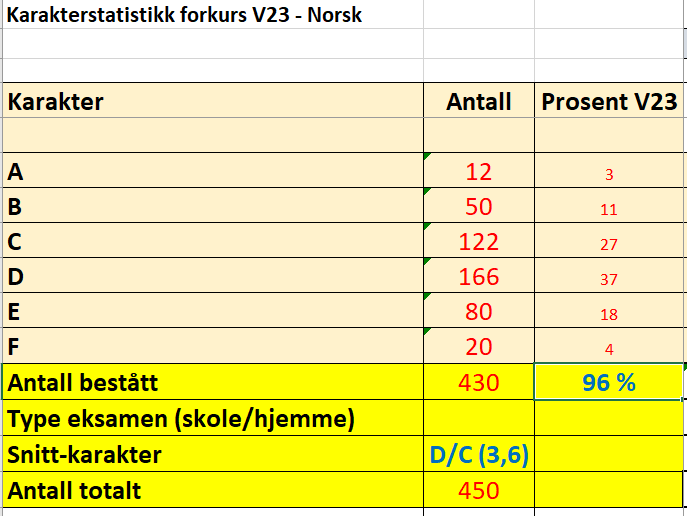 Karakterstatistikk forkurs V23 - Norsk
Karakter Antall Prosent V23
A 12 3
B 50 11
C 122 27
D 166 37
E 80 18
F 20 4
Antall bestått 430 96 %
Type eksamen (skole/hjemme)
Snitt-karakter D/C (3,6)
Antall totalt 450